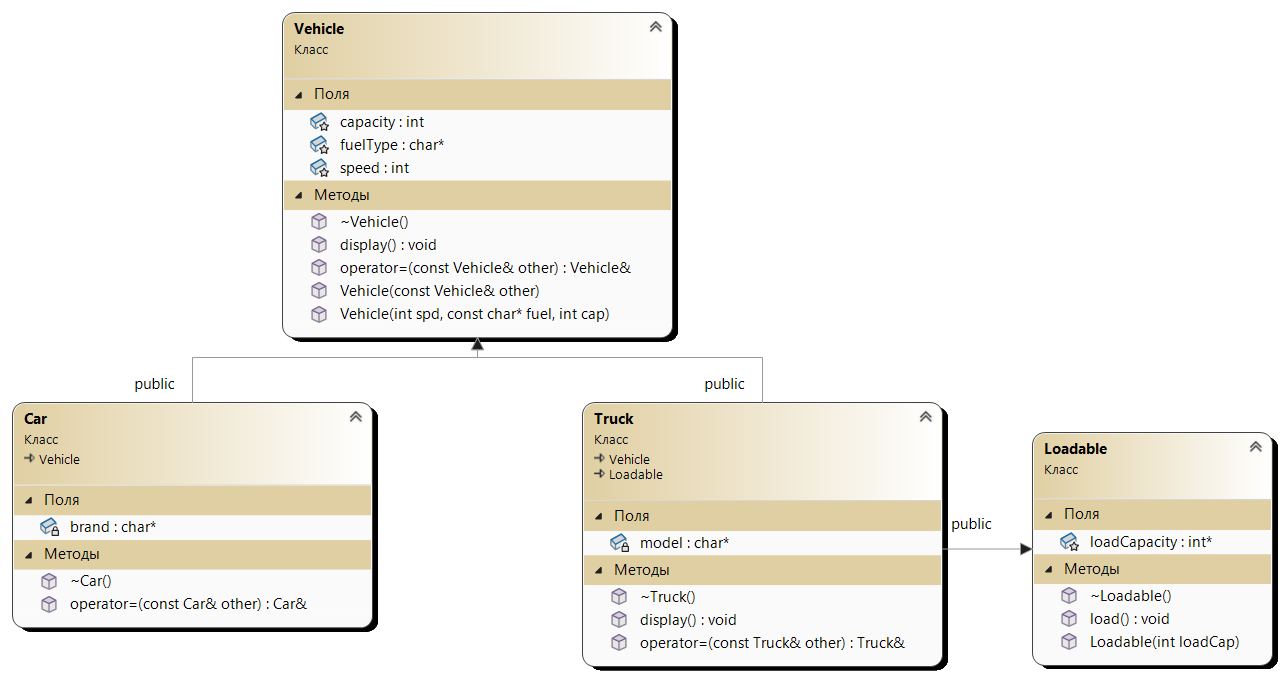 Vehicle
Класс
Поля
capacity : int
fuelType : char*
speed : int
Методы
~Vehicle()
display() : void
operator=(const Vehicle& other) : Vehicle&
Vehicle(const Vehicle& other)
Vehicle(int spd, const char* fuel, int cap)
public
public
Car
Класс
Vehicle
Поля
brand : char*
Методы
~Car()
operator=(const Car& other) : Car&
Truck
Класс
Vehicle
Loadable
Поля
model : char*
Методы
~Truck()
display() : void
operator=(const Truck& other) : Truck&
public
Loadable
Класс
Поля
loadCapacity : int*
Методы
~Loadable()
load() : void
Loadable(int loadCap)